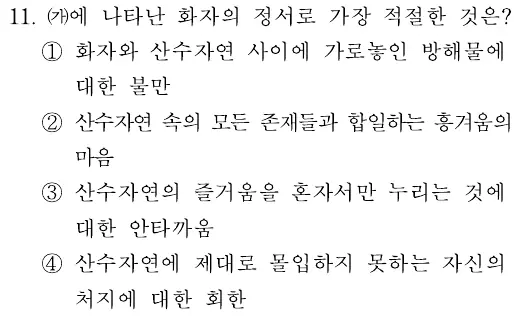 11. ㈎에 나타난 화자의 정서로 가장 적절한 것은?
① 화자와 산수자연 사이에 가로놓인 방해물에
대한 불만
② 산수자연 속의 모든 존재들과 합일하는 흥겨움의
마음
③ 산수자연의 즐거움을 혼자서만 누리는 것에
대한 안타까움
④ 산수자연에 제대로 몰입하지 못하는 자신의
처지에 대한 회한